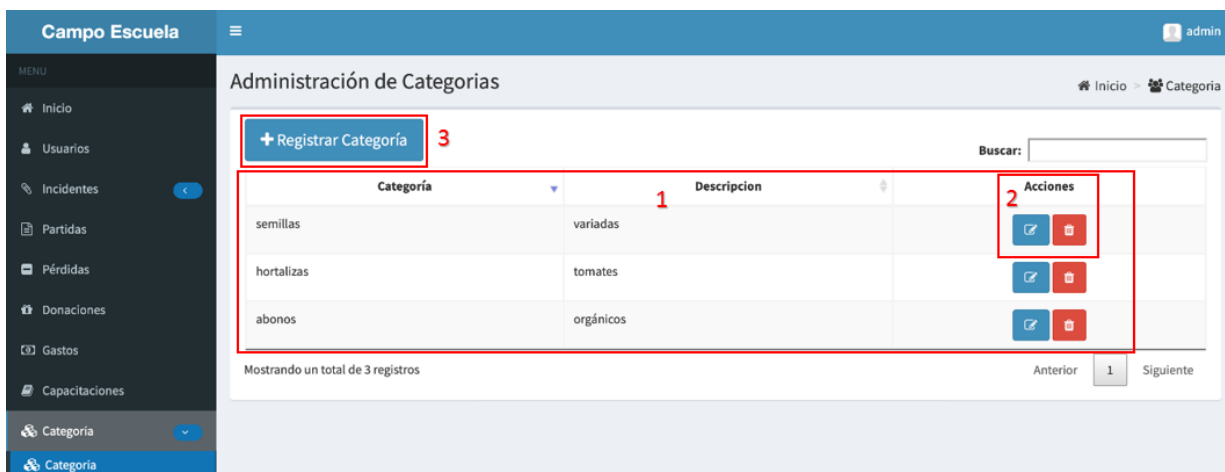 Campo Escuela
admin
MENU
Administración de Categorias
Inicio > Categoria
Inicio
Usuarios
Incidentes
Partidas
Pérdidas
Donaciones
Gastos
Capacitaciones
Categoria
Categoria
+ Registrar Categoría 3
Buscar:
Categoría Descripcion Acciones
1 2
semillas variadas
hortalizas tomates
abonos orgánicos
Mostrando un total de 3 registros
Anterior 1 Siguiente